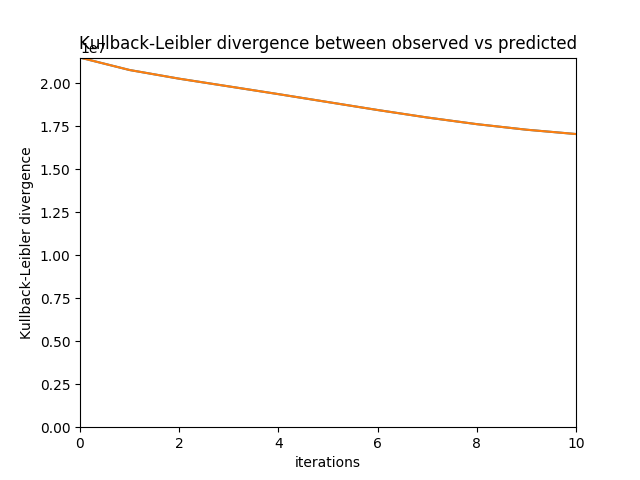 Kullback-Leibler divergence between observed vs predicted
1e7
2.00
1.75
1.50
1.25
1.00
0.75
0.50
0.25
0.00
Kullback-Leibler divergence
0 2 4 6 8 10
iterations